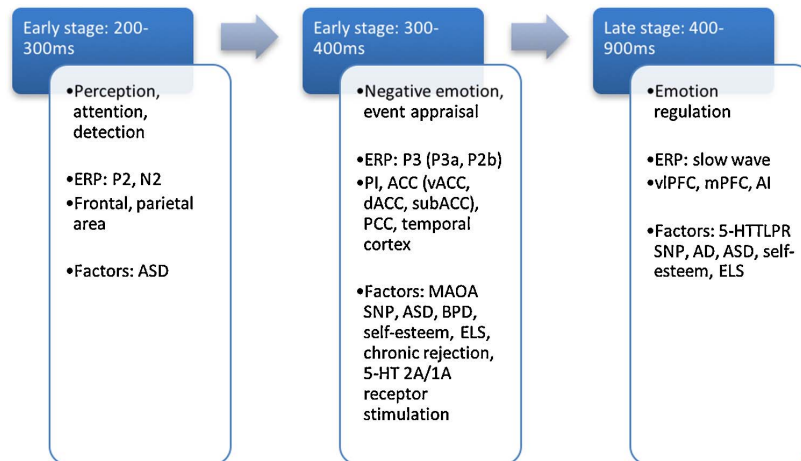 Early stage: 200-
300ms
•Perception,
attention,
detection
•ERP: P2, N2
•Frontal, parietal
area
•Factors: ASD
Early stage: 300-
400ms
•Negative emotion,
event appraisal
•ERP: P3 (P3a, P2b)
•PI, ACC (vACC,
dACC, subACC),
PCC, temporal
cortex
•Factors: MAOA
SNP, ASD, BPD,
self-esteem, ELS,
chronic rejection,
5-HT 2A/1A
receptor
stimulation
Late stage: 400-
900ms
•Emotion
regulation
•ERP: slow wave
•vlPFC, mPFC, AI
•Factors: 5-HTTLPR
SNP, AD, ASD, self-
esteem, ELS